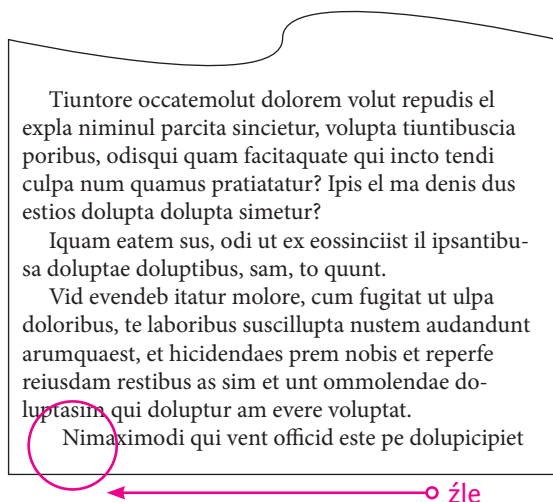 Tiuntore occatemolut dolorem volut repudis el
expla niminul parcita sincietur, volupta tiuntibuscia
poribus, odisqui quam facitaquate qui incto tendi
culpa num quamus pratiatatur? Ipis el ma denis dus
estios dolupta dolupta simetur?
Iquam eatem sus, odi ut ex eossinciist il ipsantibu-
sa doluptae doluptibus, sam, to quunt.
Vid evendeb itatur molore, cum fugitat ut ulpa
doloribus, te laboribus suscillupta nustem audandunt
arumquaest, et hicidendaes prem nobis et reperfe
reiusdam restibus as sim et unt ommolendae do-
luptasim qui doluptur am evere voluptat.
Nimaximodi qui vent officid este pe dolupicipiet
źle